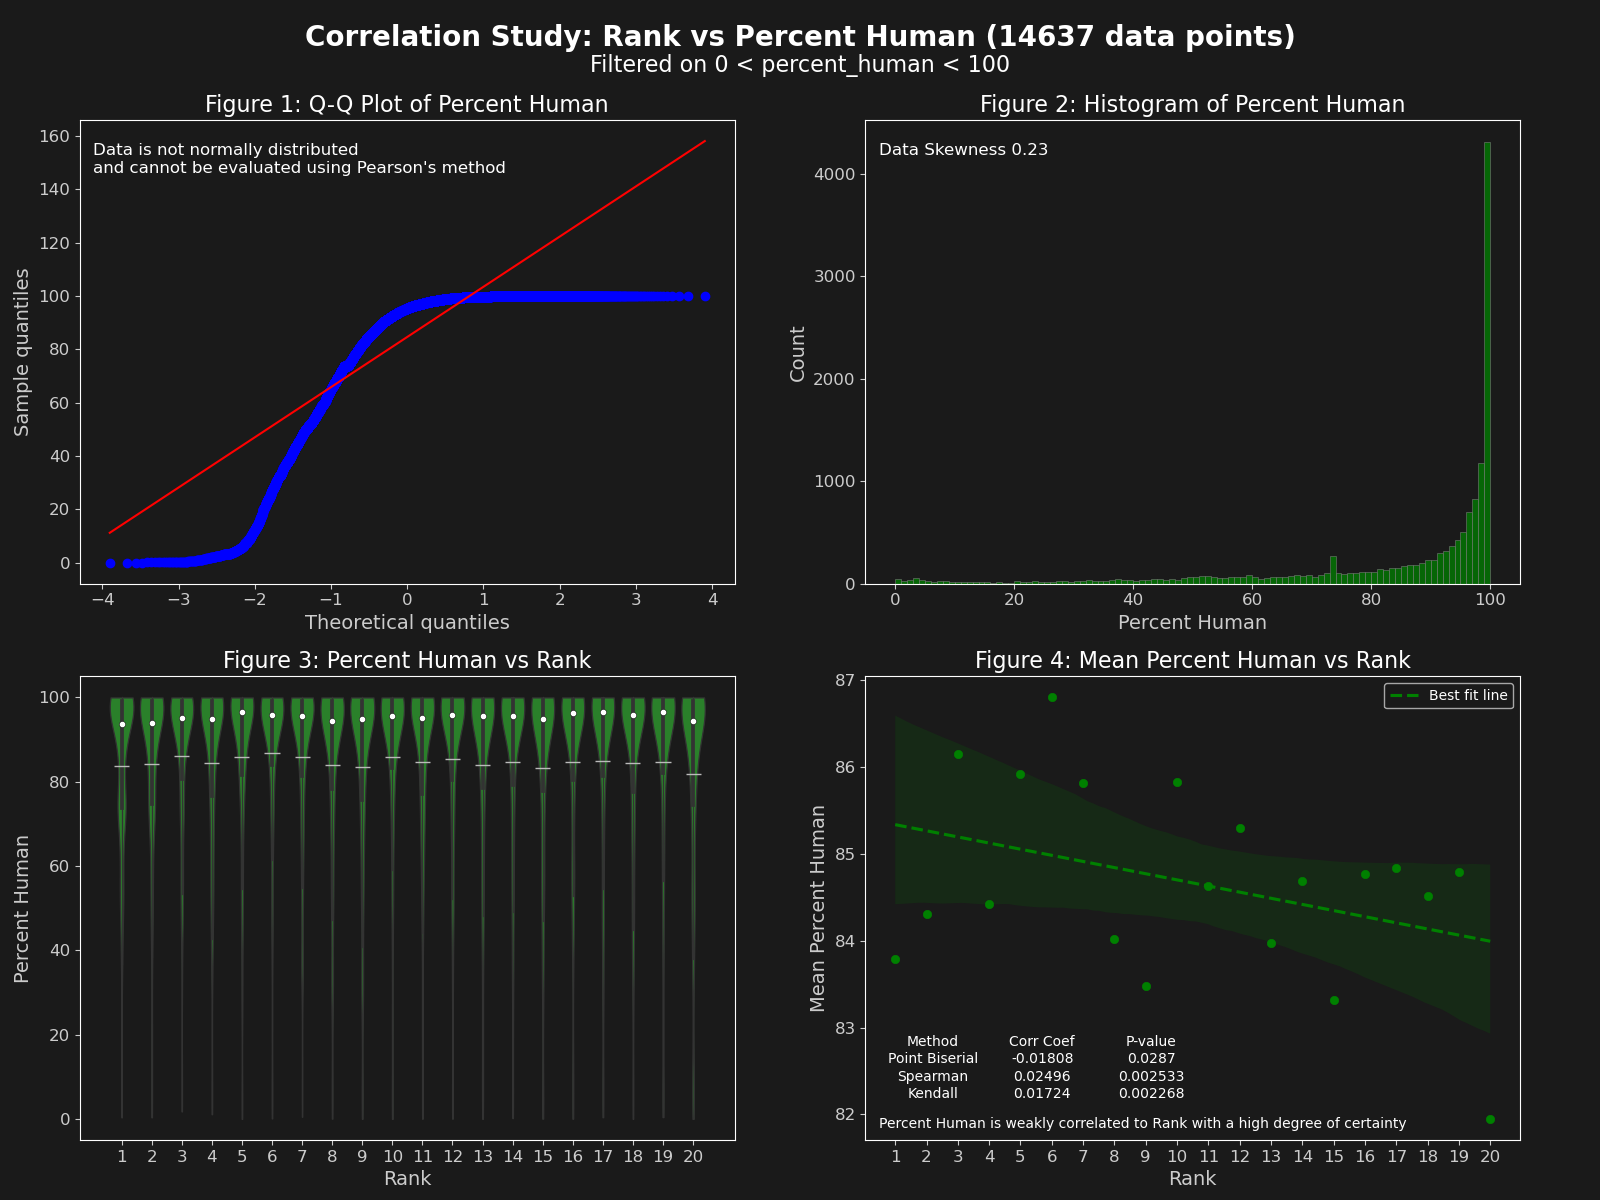 Correlation Study: Rank vs Percent Human (14637 data points)
Filtered on 0 < percent_human < 100
Figure 1: Q-Q Plot of Percent Human
160
140
120
100
80
60
40
20
0
Sample quantiles
Data is not normally distributed
and cannot be evaluated using Pearson's method
−4 −3 −2 −1 0 1 2 3 4
Theoretical quantiles
Figure 2: Histogram of Percent Human
Data Skewness 0.23
4000
3000
2000
1000
0
Count
0 20 40 60 80 100
Percent Human
Figure 3: Percent Human vs Rank
100
80
60
40
20
0
Percent Human
1 2 3 4 5 6 7 8 9 10 11 12 13 14 15 16 17 18 19 20
Rank
Figure 4: Mean Percent Human vs Rank
Best fit line
87
86
85
84
83
82
Mean Percent Human
Method Corr Coef P-value
Point Biserial -0.01808 0.0287
Spearman 0.02496 0.002533
Kendall 0.01724 0.002268
Percent Human is weakly correlated to Rank with a high degree of certainty
1 2 3 4 5 6 7 8 9 10 11 12 13 14 15 16 17 18 19 20
Rank